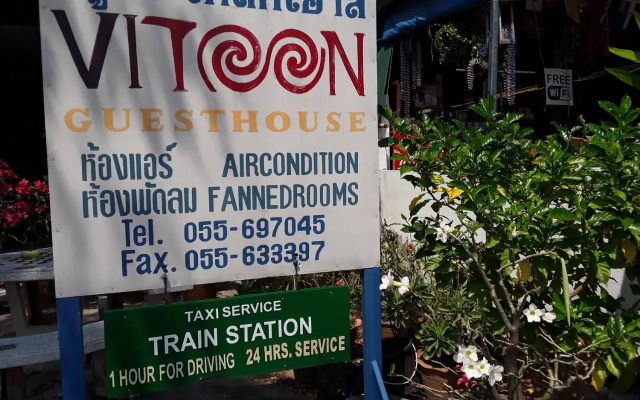 VITOON
GUESTHOUSE
ห้องแอร์ AIRCONDITION
ห้องพัดลม FANNEDROOMS
Tel. 055-697045
Fax. 055-633397
TAXI SERVICE
TRAIN STATION
1 HOUR FOR DRIVING 24 HRS. SERVICE
FREE
WiFi